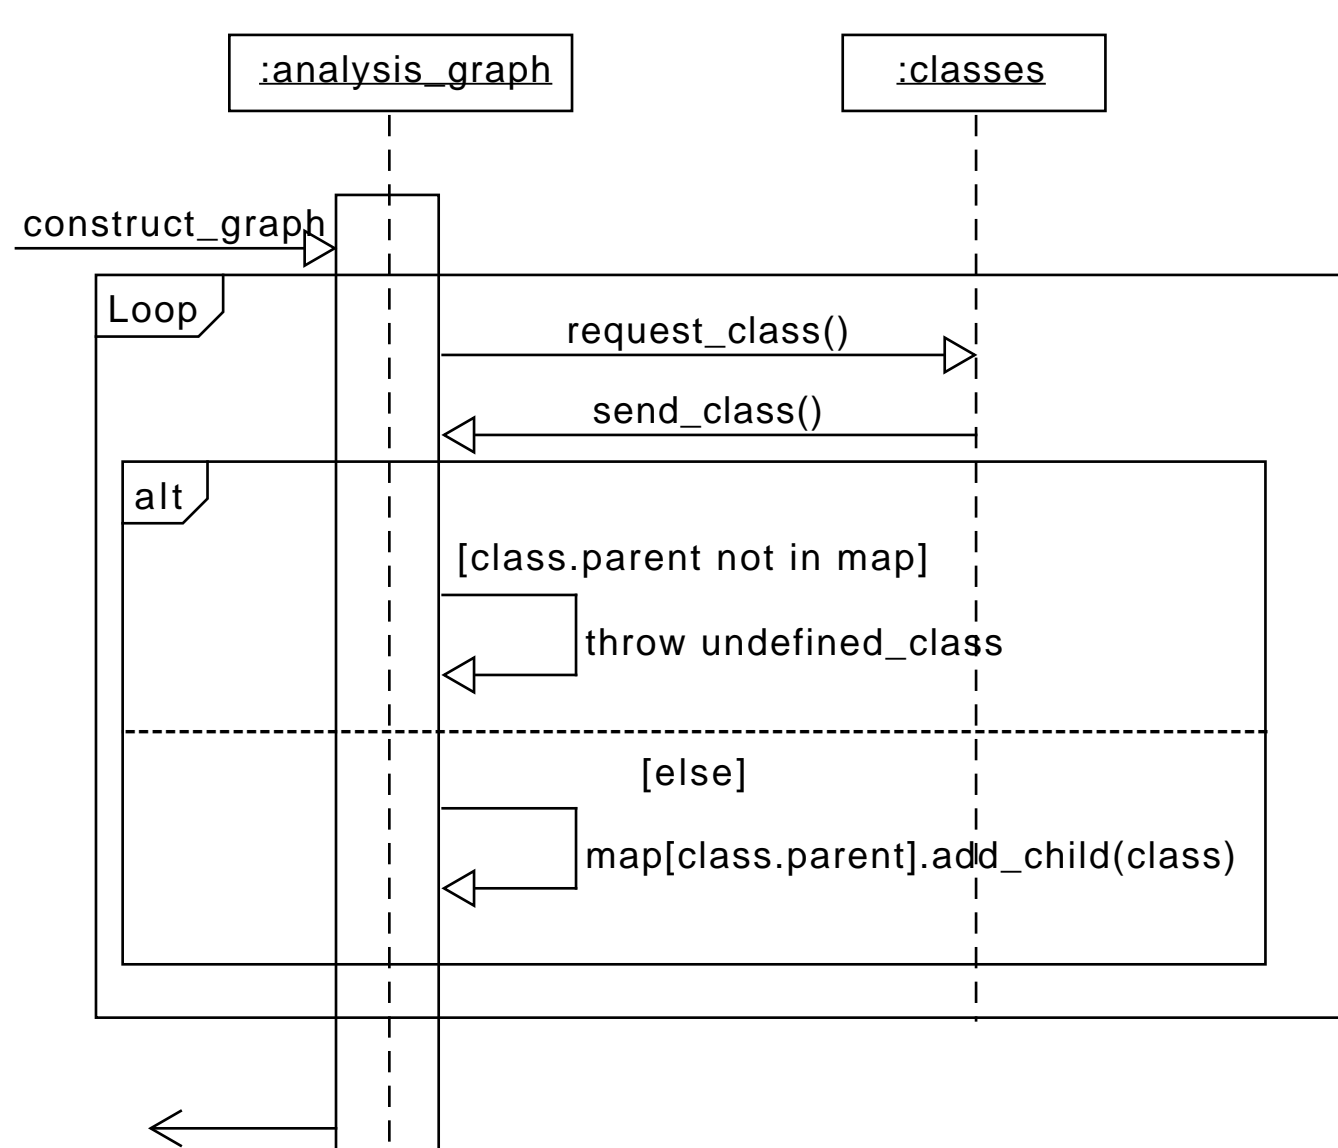 :analysis_graph
:classes
construct_graph
Loop
request_class()
send_class()
alt
[class.parent not in map]
throw undefined_class
[else]
map[class.parent].add_child(class)